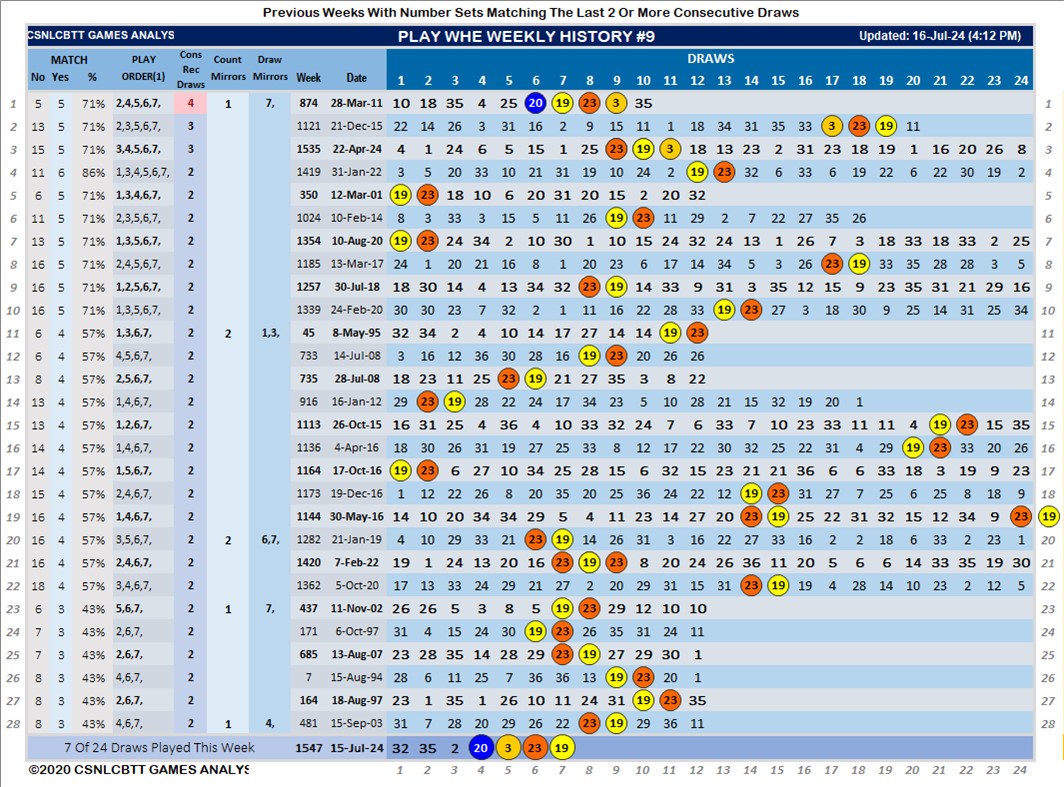 Previous Weeks With Number Sets Matching The Last 2 Or More Consecutive Draws
CSNLCBTT GAMES ANALYS PLAY WHE WEEKLY HISTORY #9 Updated: 16-Jul-24 (4:12 PM)
MATCH PLAY Cons Rec Draws Count Draw DRAWS
No Yes % ORDER(1) Mirrors Mirrors Week Date 1 2 3 4 5 6 7 8 9 10 11 12 13 14 15 16 17 18 19 20 21 22 23 24
1 5 5 71% 2,4,5,6,7, 4 1 7, 874 28-Mar-11 10 18 35 4 25 20 19 23 3 35 1
2 13 5 71% 2,3,5,6,7, 3 1121 21-Dec-15 22 14 26 3 31 16 2 9 15 11 1 18 34 31 35 33 3 18 19 11 2
3 15 5 71% 3,4,5,6,7, 3 1535 22-Apr-24 4 1 24 6 5 15 1 25 23 19 3 18 13 23 2 31 23 18 19 1 16 20 26 8 3
4 11 6 86% 1,3,4,5,6,7, 2 1419 31-Jan-22 3 5 20 33 10 21 31 19 10 24 2 19 23 32 6 33 6 19 22 6 22 30 19 2 4
5 6 5 71% 1,3,4,6,7, 2 350 12-Mar-01 19 23 18 10 6 20 31 20 15 2 20 32 5
6 11 5 71% 2,3,5,6,7, 2 1024 10-Feb-14 8 3 33 3 15 5 11 26 19 23 11 29 2 7 22 27 35 26 6
7 13 5 71% 1,3,5,6,7, 2 1354 10-Aug-20 19 23 24 34 2 10 30 1 10 15 24 32 24 13 1 26 7 3 18 33 18 33 2 25 7
8 16 5 71% 2,4,5,6,7, 2 1185 13-Mar-17 24 1 20 21 16 8 1 20 23 6 17 14 34 5 3 26 23 19 33 35 28 28 3 5 8
9 16 5 71% 1,2,5,6,7, 2 1257 30-Jul-18 18 30 14 4 13 34 32 23 19 14 33 9 31 3 35 12 15 9 23 35 31 21 29 16 9
10 16 5 71% 1,3,5,6,7, 2 1339 24-Feb-20 30 30 23 7 32 2 1 11 16 22 28 33 19 23 27 3 18 30 9 25 14 31 25 34 10
11 6 4 57% 1,3,6,7, 2 2 1,3, 45 8-May-95 32 34 2 4 10 14 17 27 14 14 19 23 11
12 6 4 57% 4,5,6,7, 2 733 14-Jul-08 3 16 12 36 30 28 16 19 23 20 26 26 12
13 8 4 57% 2,5,6,7, 2 735 28-Jul-08 18 23 11 25 23 19 21 27 35 3 8 22 13
14 13 4 57% 1,4,6,7, 2 916 16-Jan-12 29 23 19 28 22 24 17 34 23 5 10 28 21 15 32 19 20 1 14
15 13 4 57% 1,2,6,7, 2 1113 26-Oct-15 16 31 25 4 36 4 10 33 32 24 7 6 33 7 10 23 33 11 11 4 19 23 15 35 15
16 14 4 57% 1,4,6,7, 2 1136 4-Apr-16 18 30 26 31 19 27 25 33 8 12 17 22 30 32 25 22 31 4 29 19 23 33 20 26 16
17 14 4 57% 1,5,6,7, 2 1164 17-Oct-16 19 23 6 27 10 34 25 28 15 6 32 15 23 21 21 36 6 6 33 18 3 19 9 23 17
18 15 4 57% 2,4,6,7, 2 1173 19-Dec-16 1 12 22 26 8 20 35 20 25 36 24 22 12 19 23 31 27 7 25 6 25 8 18 9 18
19 16 4 57% 1,4,6,7, 2 1144 30-May-16 14 10 20 34 34 29 5 4 11 23 14 27 20 23 19 25 22 31 32 15 12 34 9 23 19
20 16 4 57% 3,5,6,7, 2 2 6,7, 1282 21-Jan-19 4 10 29 33 21 23 19 14 26 31 3 16 22 27 33 16 2 2 18 6 33 2 23 1 20
21 16 4 57% 2,4,6,7, 2 1420 7-Feb-22 19 1 24 13 20 16 23 19 23 8 20 24 26 36 11 20 5 6 6 14 33 35 19 30 21
22 18 4 57% 3,4,6,7, 2 1362 5-Oct-20 17 13 33 24 29 21 27 2 20 29 31 15 31 23 19 19 4 28 14 10 23 2 12 5 22
23 6 3 43% 5,6,7, 2 1 7, 437 11-Nov-02 26 26 5 3 8 5 19 23 29 12 10 10 23
24 7 3 43% 2,6,7, 2 171 6-Oct-97 31 4 15 24 30 19 23 26 35 31 24 11 24
25 7 3 43% 2,6,7, 2 685 13-Aug-07 23 28 35 14 28 29 23 19 27 29 30 1 25
26 8 3 43% 4,6,7, 2 7 15-Aug-94 28 6 11 25 7 36 36 13 19 23 20 1 26
27 8 3 43% 2,6,7, 2 164 18-Aug-97 23 1 35 1 26 10 11 24 31 19 23 35 27
28 8 3 43% 4,6,7, 2 1 4, 481 15-Sep-03 31 7 28 20 29 26 22 23 19 29 36 11 28
7 Of 24 Draws Played This Week 1547 15-Jul-24 32 35 2 20 3 23 19
©2020 CSNLCBTT GAMES ANALYS 1 2 3 4 5 6 7 8 9 10 11 12 13 14 15 16 17 18 19 20 21 22 23 24